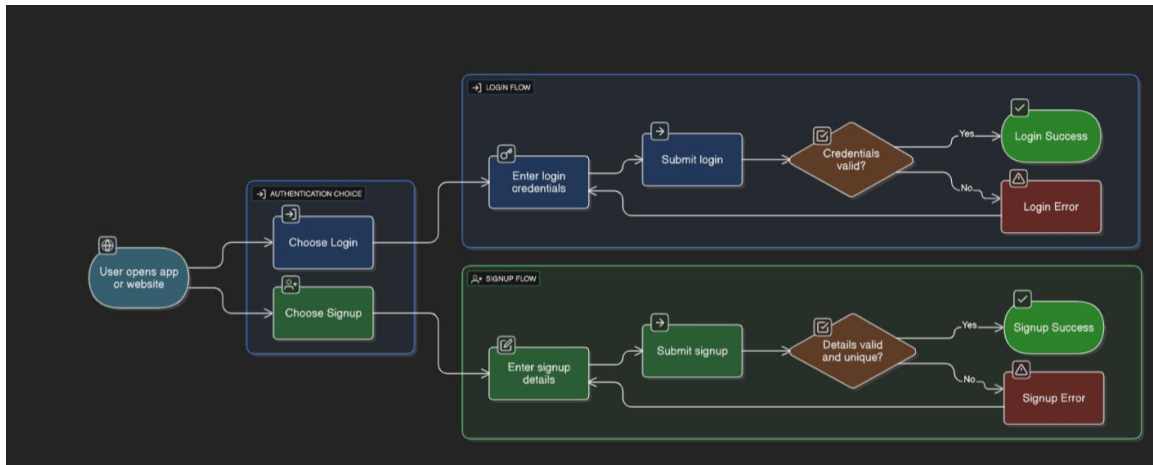 LOGIN FLOW
Enter login
credentials
Submit login
Credentials
valid?
Yes
No
Login Success
Login Error
AUTHENTICATION CHOICE
Choose Login
Choose Signup
User opens app
or website
SIGNUP FLOW
Enter signup
details
Submit signup
Details valid
and unique?
Yes
No
Signup Success
Signup Error